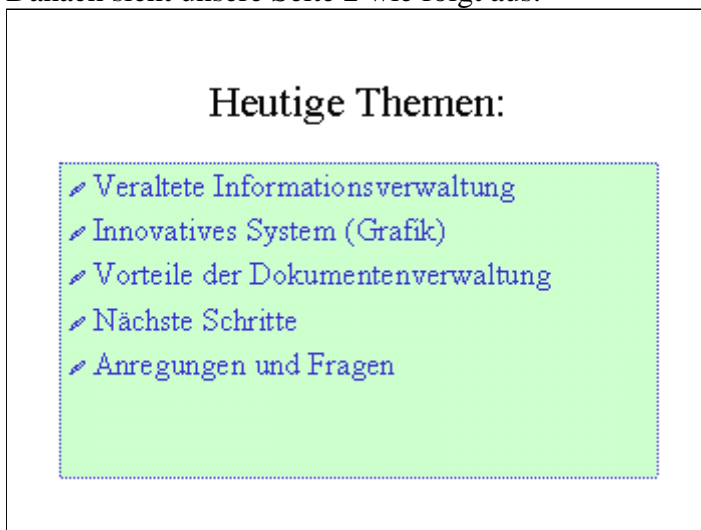 Danach sieht unsere Seite 2 wie folgt aus:
Heutige Themen:
Veraltete Informationsverwaltung
Innovatives System (Grafik)
Vorteile der Dokumentenverwaltung
Nächste Schritte
Anregungen und Fragen